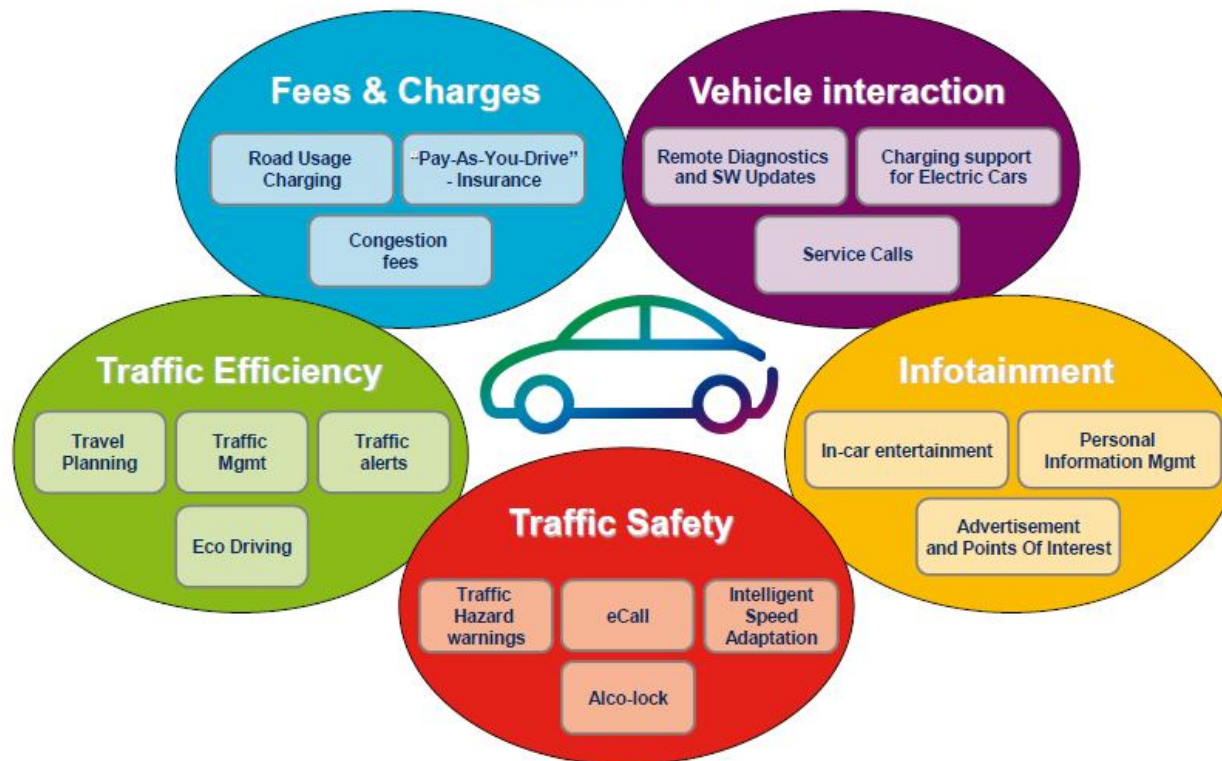 Fees & Charges
Road Usage
Charging
“Pay-As-You-Drive”
- Insurance
Congestion
fees
Vehicle interaction
Remote Diagnostics
and SW Updates
Charging support
for Electric Cars
Service Calls
Traffic Efficiency
Travel
Planning
Traffic
Mgmt
Traffic
alerts
Eco Driving
Infotainment
In-car entertainment
Personal
Information Mgmt
Advertisement
and Points Of Interest
Traffic Safety
Traffic
Hazard
warnings
eCall
Intelligent
Speed
Adaptation
Alco-lock